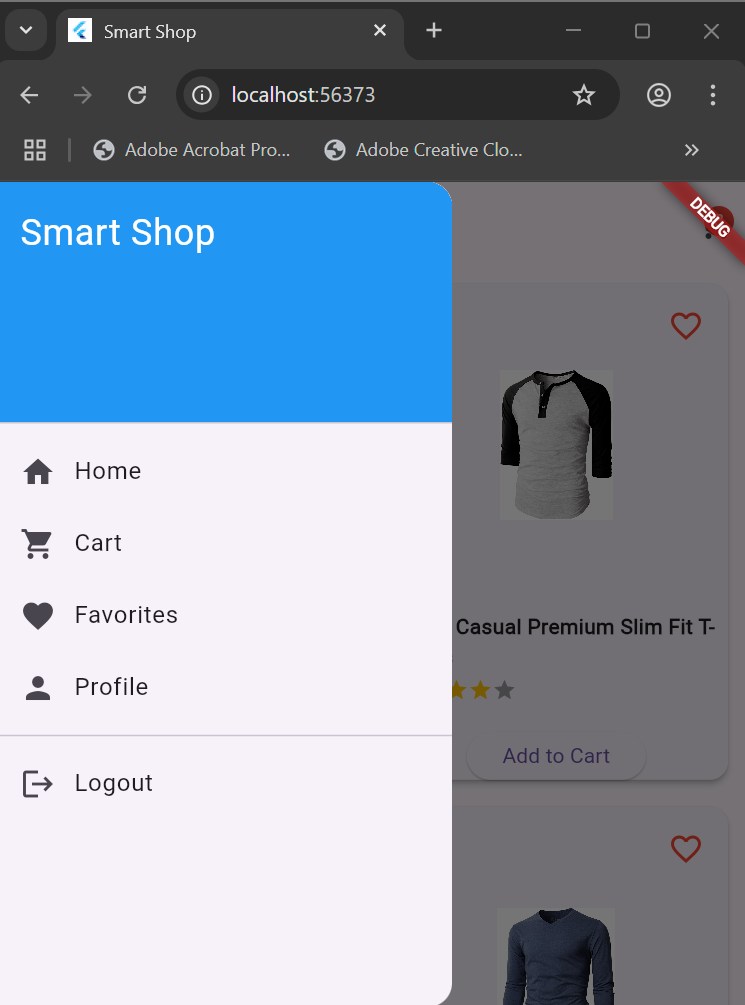 Smart Shop
localhost:56373
Adobe Acrobat Pro...
Adobe Creative Clo...
Smart Shop
DEBUG
Home
Cart
Favorites
Casual Premium Slim Fit T-
Profile
Add to Cart
Logout